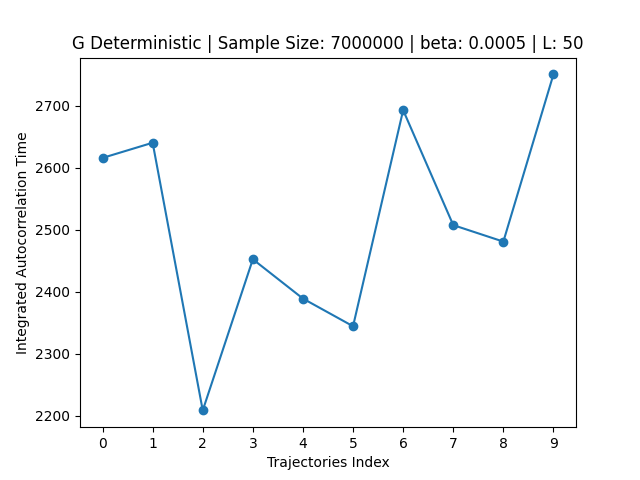 G Deterministic | Sample Size: 7000000 | beta: 0.0005 | L: 50
Integrated Autocorrelation Time
2700
2600
2500
2400
2300
2200
0 1 2 3 4 5 6 7 8 9
Trajectories Index